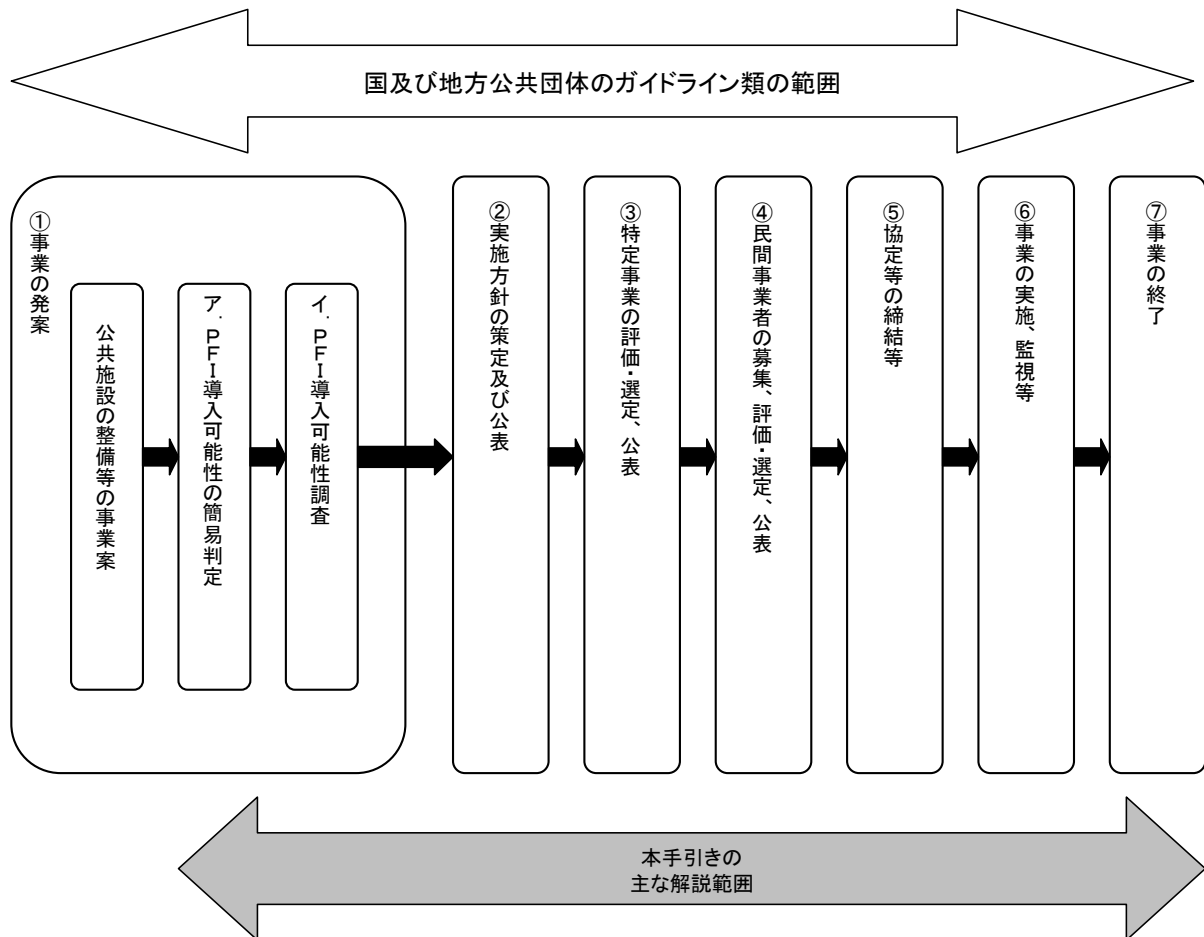 国及び地方公共団体のガイドライン類の範囲
①事業の発案
公共施設の整備等の事業案
ア．ＰＦＩ導入可能性の簡易判定
イ．ＰＦＩ導入可能性調査
②実施方針の策定及び公表
③特定事業の評価・選定、公表
④民間事業者の募集、評価・選定、公表
⑤協定等の締結等
⑥事業の実施、監視等
⑦事業の終了
本手引きの
主な解説範囲